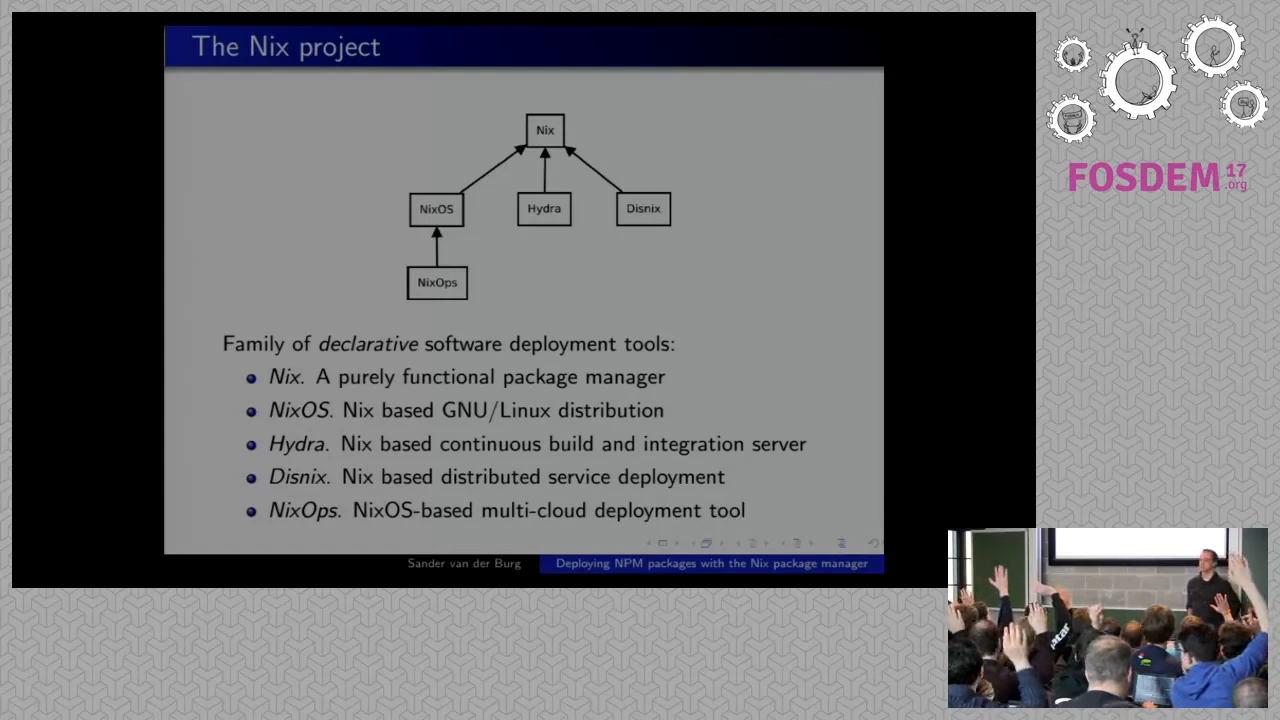 The Nix project
Nix
NixOS
Hydra
Disnix
NixOps
Family of declarative software deployment tools:
Nix. A purely functional package manager
NixOS. Nix based GNU/Linux distribution
Hydra. Nix based continuous build and integration server
Disnix. Nix based distributed service deployment
NixOps. NixOS-based multi-cloud deployment tool
Sander van der Burg
Deploying NPM packages with the Nix package manager
FOSDEM 17
.org